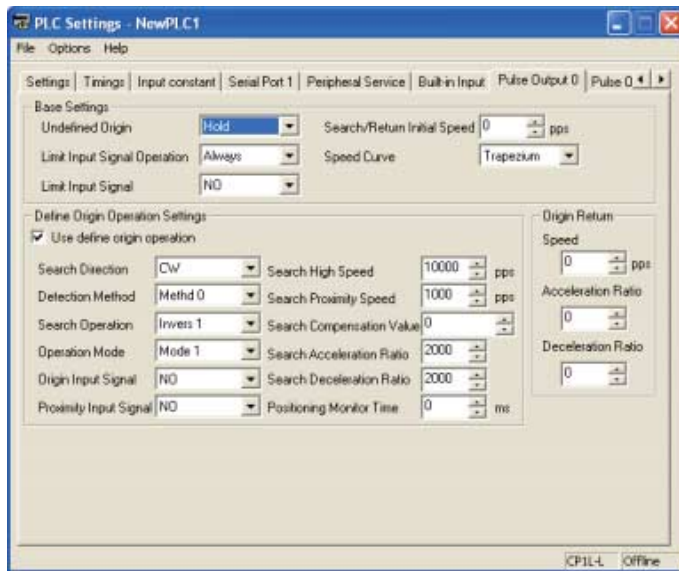 PLC Settings - NewPLC1
File Options Help
Settings Timings Input constant Serial Port 1 Peripheral Service Built-in Input Pulse Output 0 Pulse O
Base Settings
Undefined Origin Hold Search/Return Initial Speed 0 pps
Limit Input Signal Operation Always Speed Curve Trapezium
Limit Input Signal NO
Define Origin Operation Settings Origin Return
Use define origin operation Speed
0 pps
Search Direction CW Search High Speed 10000 pps
Detection Method Methd 0 Search Proximity Speed 1000 pps Acceleration Ratio
Search Operation Inwers 1 Search Compensation Value 0 0
Operation Mode Mode 1 Search Acceleration Ratio 2000 Deceleration Ratio
Origin Input Signal NO Search Deceleration Ratio 2000 0
Proximity Input Signal NO Positioning Monitor Time 0 ms
CP1L-L Offline